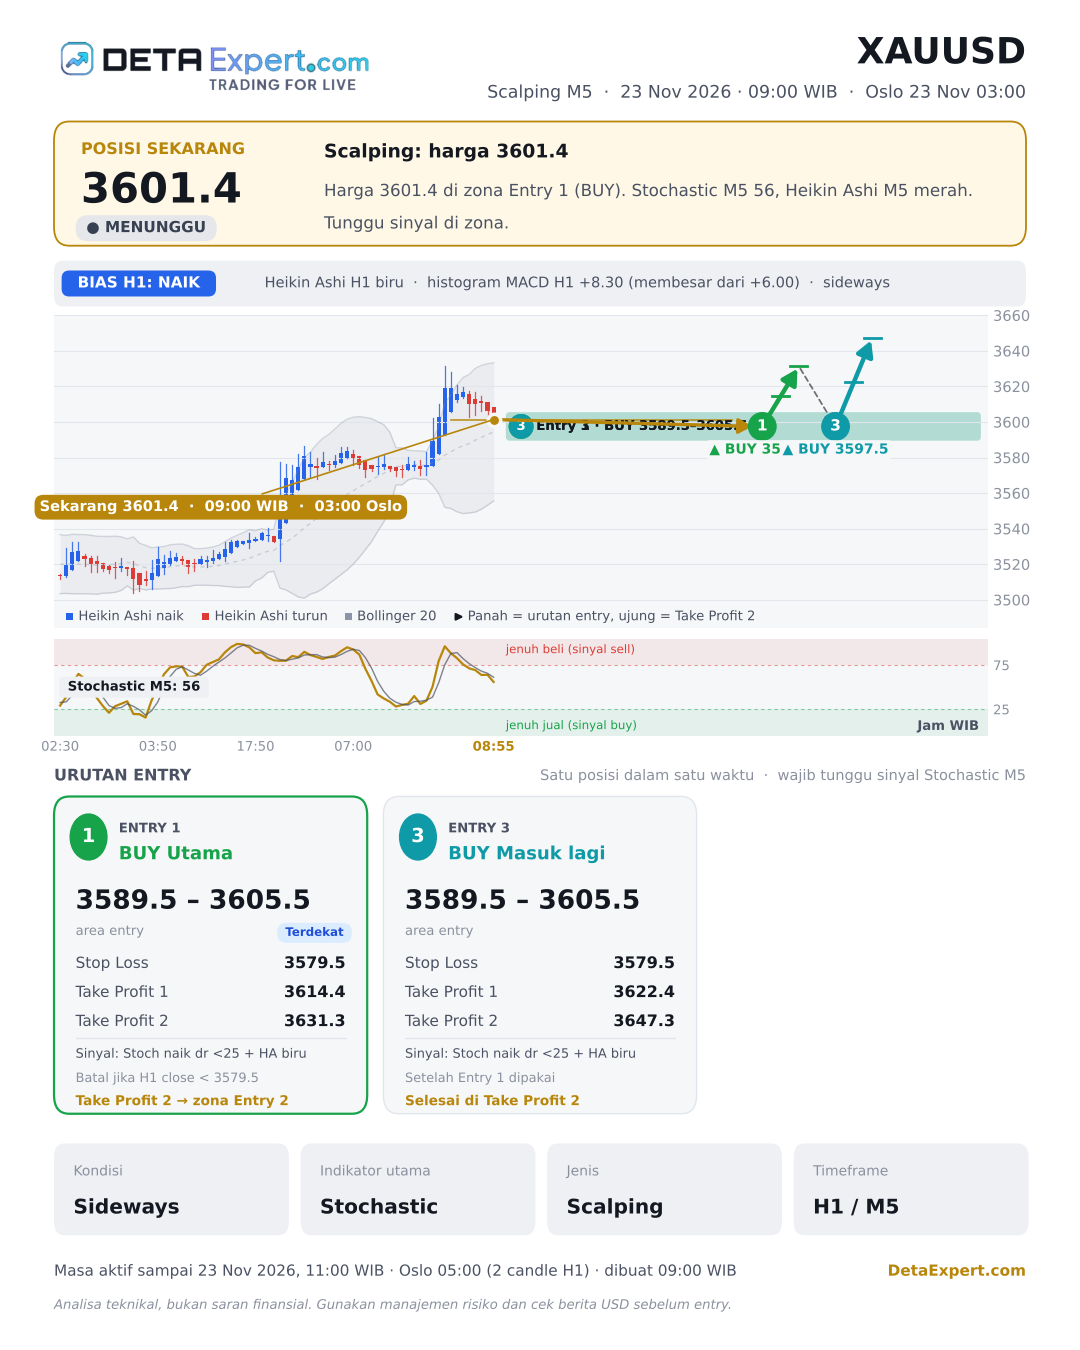 DETA Expert.com
TRADING FOR LIVE
XAUUSD
Scalping M5 · 23 Nov 2026 · 09:00 WIB · Oslo 23 Nov 03:00
POSISI SEKARANG
3601.4
● MENUNGGU
Scalping: harga 3601.4
Harga 3601.4 di zona Entry 1 (BUY). Stochastic M5 56, Heikin Ashi M5 merah.
Tunggu sinyal di zona.
BIAS H1: NAIK
Heikin Ashi H1 biru · histogram MACD H1 +8.30 (membesar dari +6.00) · sideways
3660
3640
3620
3600
3580
3560
3540
3520
3500
3
Entry
· BUY 3589.5–3605.5
1
3
▲ BUY 35
▲ BUY 3597.5
Sekarang 3601.4 · 09:00 WIB · 03:00 Oslo
Heikin Ashi naik
Heikin Ashi turun
Bollinger 20
Panah = urutan entry, ujung = Take Profit 2
jenuh beli (sinyal sell)
75
Stochastic M5: 56
25
jenuh jual (sinyal buy)
Jam WIB
02:30
03:50
17:50
07:00
08:55
URUTAN ENTRY
Satu posisi dalam satu waktu · wajib tunggu sinyal Stochastic M5
1
ENTRY 1
BUY Utama
3589.5 – 3605.5
area entry
Terdekat
Stop Loss 3579.5
Take Profit 1 3614.4
Take Profit 2 3631.3
Sinyal: Stoch naik dr <25 + HA biru
Batal jika H1 close < 3579.5
Take Profit 2 → zona Entry 2
3
ENTRY 3
BUY Masuk lagi
3589.5 – 3605.5
area entry
Stop Loss 3579.5
Take Profit 1 3622.4
Take Profit 2 3647.3
Sinyal: Stoch naik dr <25 + HA biru
Setelah Entry 1 dipakai
Selesai di Take Profit 2
Kondisi
Sideways
Indikator utama
Stochastic
Jenis
Scalping
Timeframe
H1 / M5
Masa aktif sampai 23 Nov 2026, 11:00 WIB · Oslo 05:00 (2 candle H1) · dibuat 09:00 WIB
DetaExpert.com
Analisa teknikal, bukan saran finansial. Gunakan manajemen risiko dan cek berita USD sebelum entry.